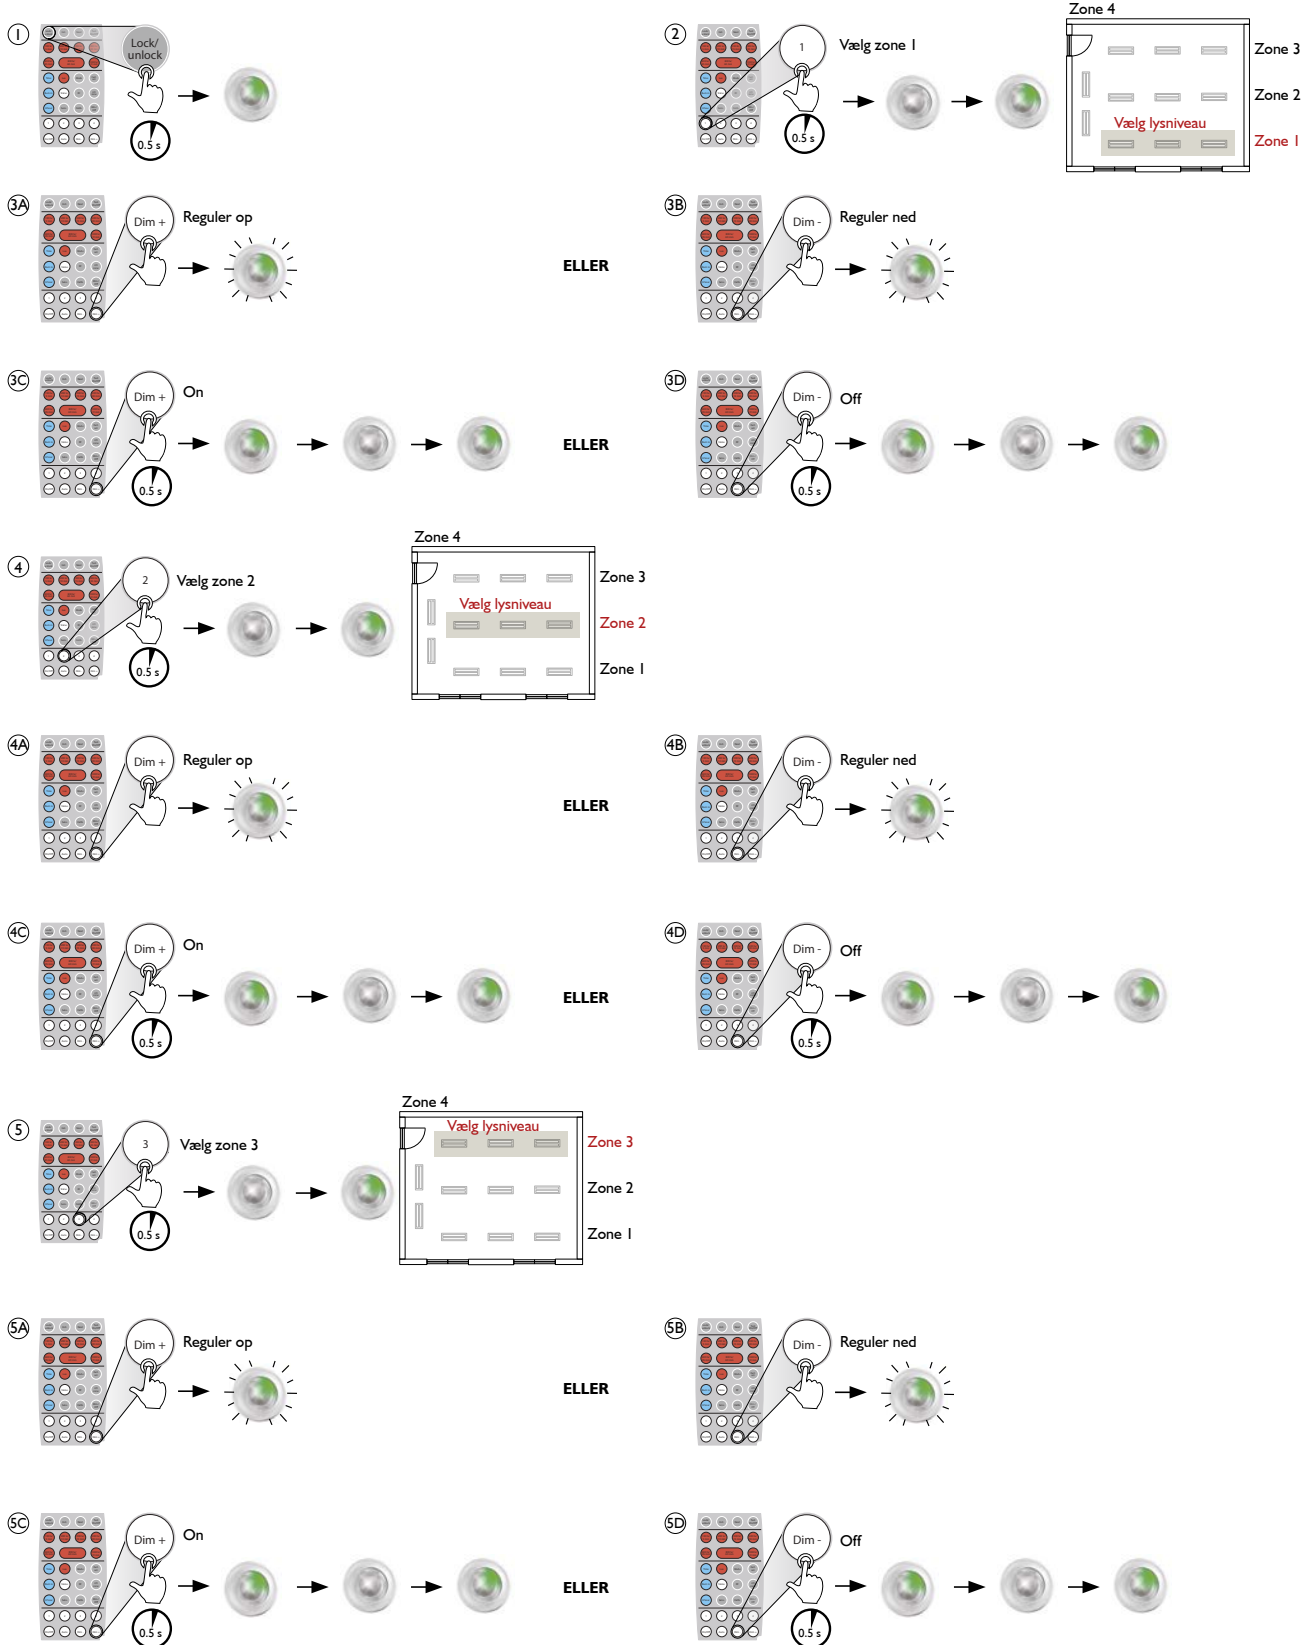 1
Lock/
unlock
0.5 s
2
1
Vælg zone 1
0.5 s
Zone 4
Zone 3
Zone 2
Vælg lysniveau
Zone 1
3A
Dim +
Reguler op
ELLER
3B
Dim -
Reguler ned
3C
Dim +
On
0.5 s
ELLER
3D
Dim -
Off
0.5 s
4
2
Vælg zone 2
0.5 s
Zone 4
Zone 3
Vælg lysniveau
Zone 2
Zone 1
4A
Dim +
Reguler op
ELLER
4B
Dim -
Reguler ned
4C
Dim +
On
0.5 s
ELLER
4D
Dim -
Off
0.5 s
5
3
Vælg zone 3
0.5 s
Zone 4
Vælg lysniveau
Zone 3
Zone 2
Zone 1
5A
Dim +
Reguler op
ELLER
5B
Dim -
Reguler ned
5C
Dim +
On
0.5 s
ELLER
5D
Dim -
Off
0.5 s